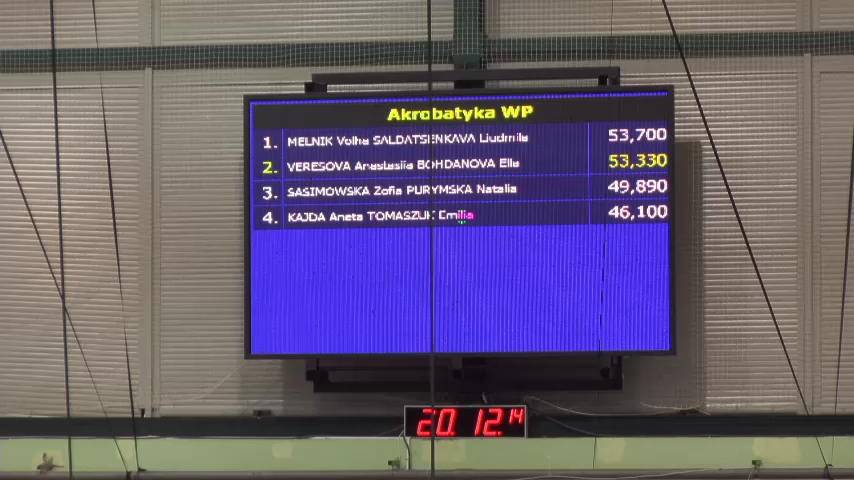 Akrobatyka WP
1. MELNIK Volha SALDATSENKAVA Liudmila 53,700
2. VERESOVA Anastasiia BOHDANOVA Ella 53,330
3. SASIMOWSKA Zofia PURYMSKA Natalia 49,890
4. KAJDA Aneta TOMASZUK Emilia 46,100
20.12.14